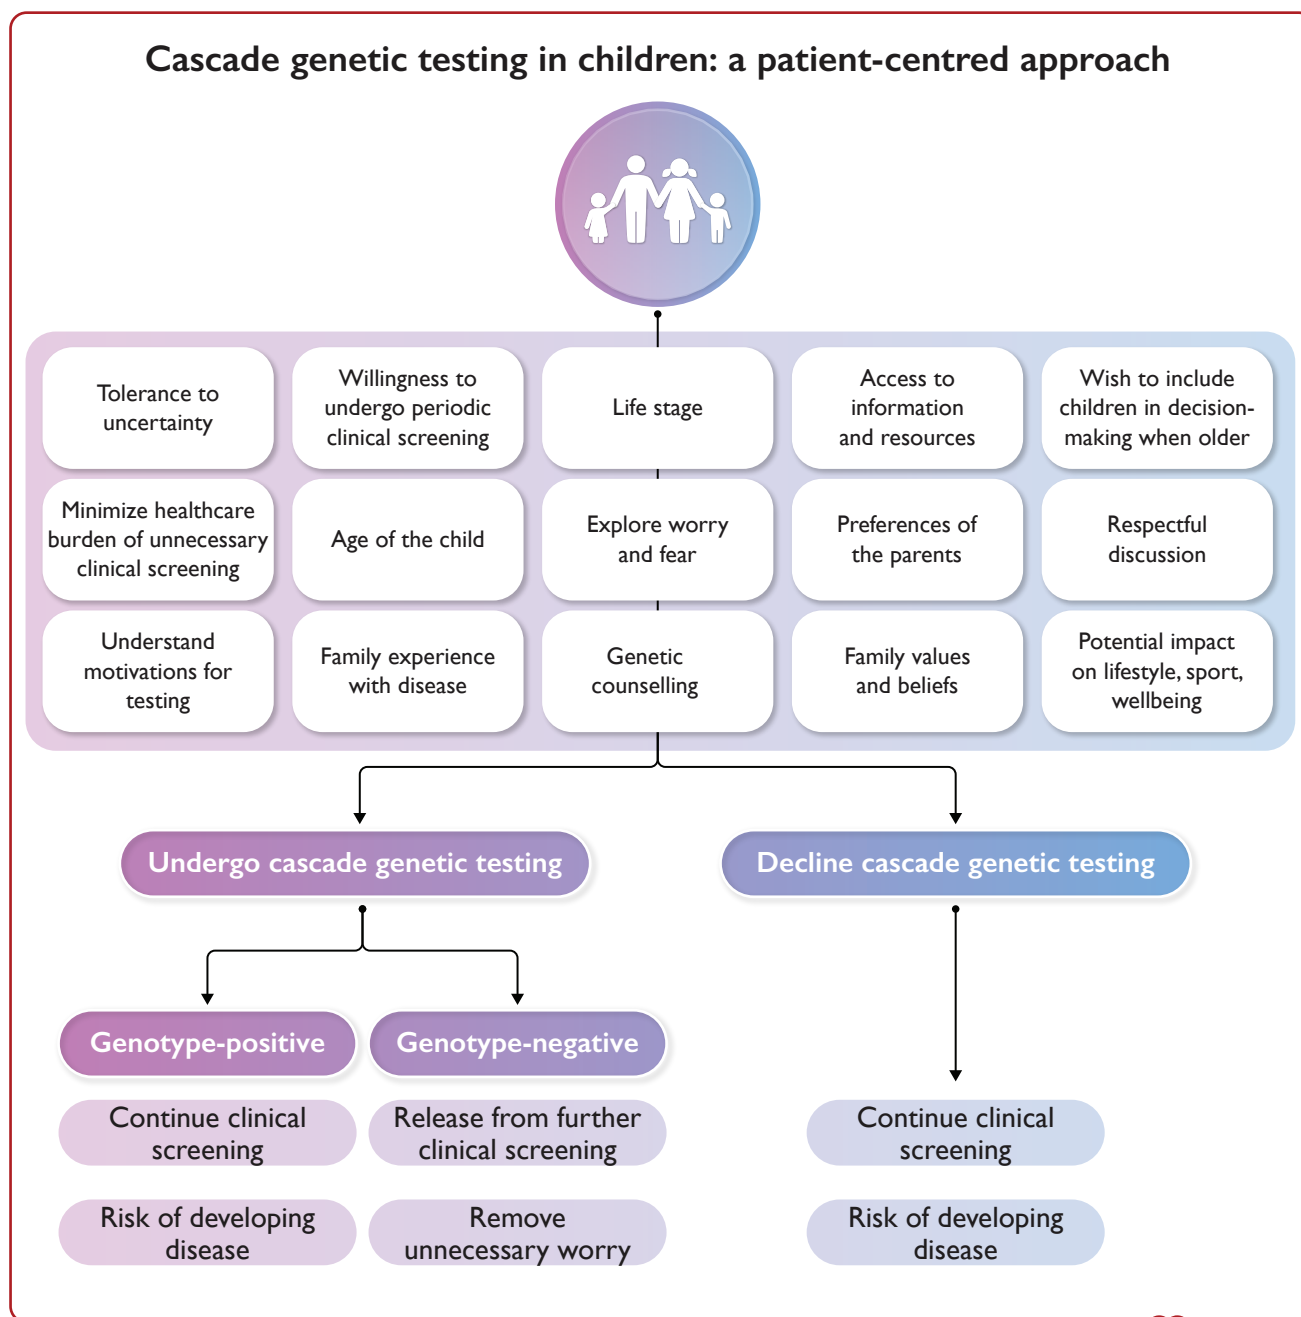 Cascade genetic testing in children: a patient-centred approach
Tolerance to
uncertainty
Willingness to
undergo periodic
clinical screening
Life stage
Access to
information
and resources
Wish to include
children in decision-
making when older
Minimize healthcare
burden of unnecessary
clinical screening
Age of the child
Explore worry
and fear
Preferences of
the parents
Respectful
discussion
Understand
motivations for
testing
Family experience
with disease
Genetic
counselling
Family values
and beliefs
Potential impact
on lifestyle, sport,
wellbeing
Undergo cascade genetic testing
Decline cascade genetic testing
Genotype-positive
Genotype-negative
Continue clinical
screening
Release from further
clinical screening
Continue clinical
screening
Risk of developing
disease
Remove
unnecessary worry
Risk of developing
disease